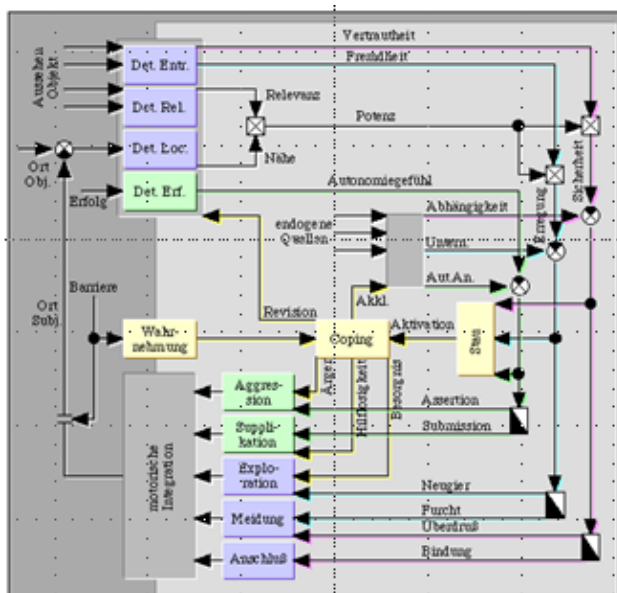 Vertrautheit
Fremdheit
Aussehen
Objekt
Det. Entr.
Det. Rel.
Det. Loc.
Det. Erf.
Relevanz
Nähe
Potenz
Sicherheit
Erregung
Ort
Obj.
Erfolg
Autonomiegefühl
Abhängigkeit
endogene
Quellen
Untern.
Aut.An.
Akkl.
Barriere
Ort
Subj.
Revision
Wahr-
nehmung
Coping
Aktivation
Stau
Ärger
Hilflosigkeit
Besorgnis
motorische
Integration
Aggres-
sion
Assertion
Suppli-
kation
Submission
Explo-
ration
Neugier
Meidung
Furcht
Überdruß
Anschluß
Bindung